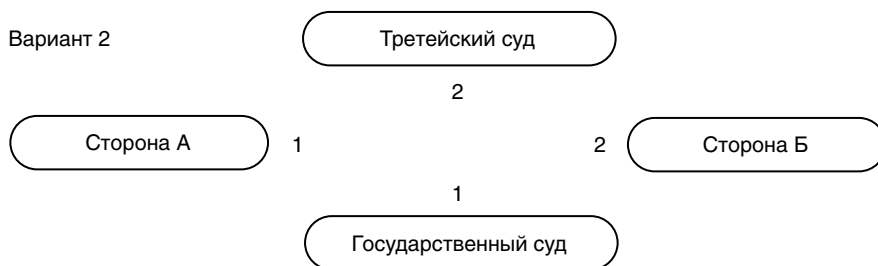 Вариант 2
Третейский суд
2
Сторона А
1
2
Сторона Б
1
Государственный суд